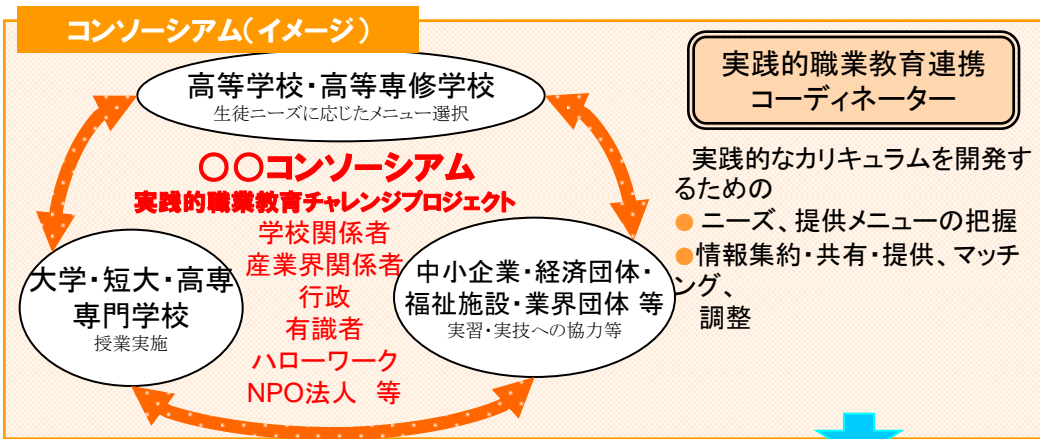 コンソーシアム(イメージ)
高等学校・高等専修学校
生徒ニーズに応じたメニュー選択
〇〇コンソーシアム
実践的職業教育チャレンジプロジェクト
学校関係者
産業界関係者
行政
有識者
ハローワーク
NPO法人 等
大学・短大・高専
専門学校
授業実施
中小企業・経済団体・
福祉施設・業界団体 等
実習・実技への協力等
実践的職業教育連携
コーディネーター
実践的なカリキュラムを開発す
るための
● ニーズ、提供メニューの把握
●情報集約・共有・提供、マッチ
ング、
調整